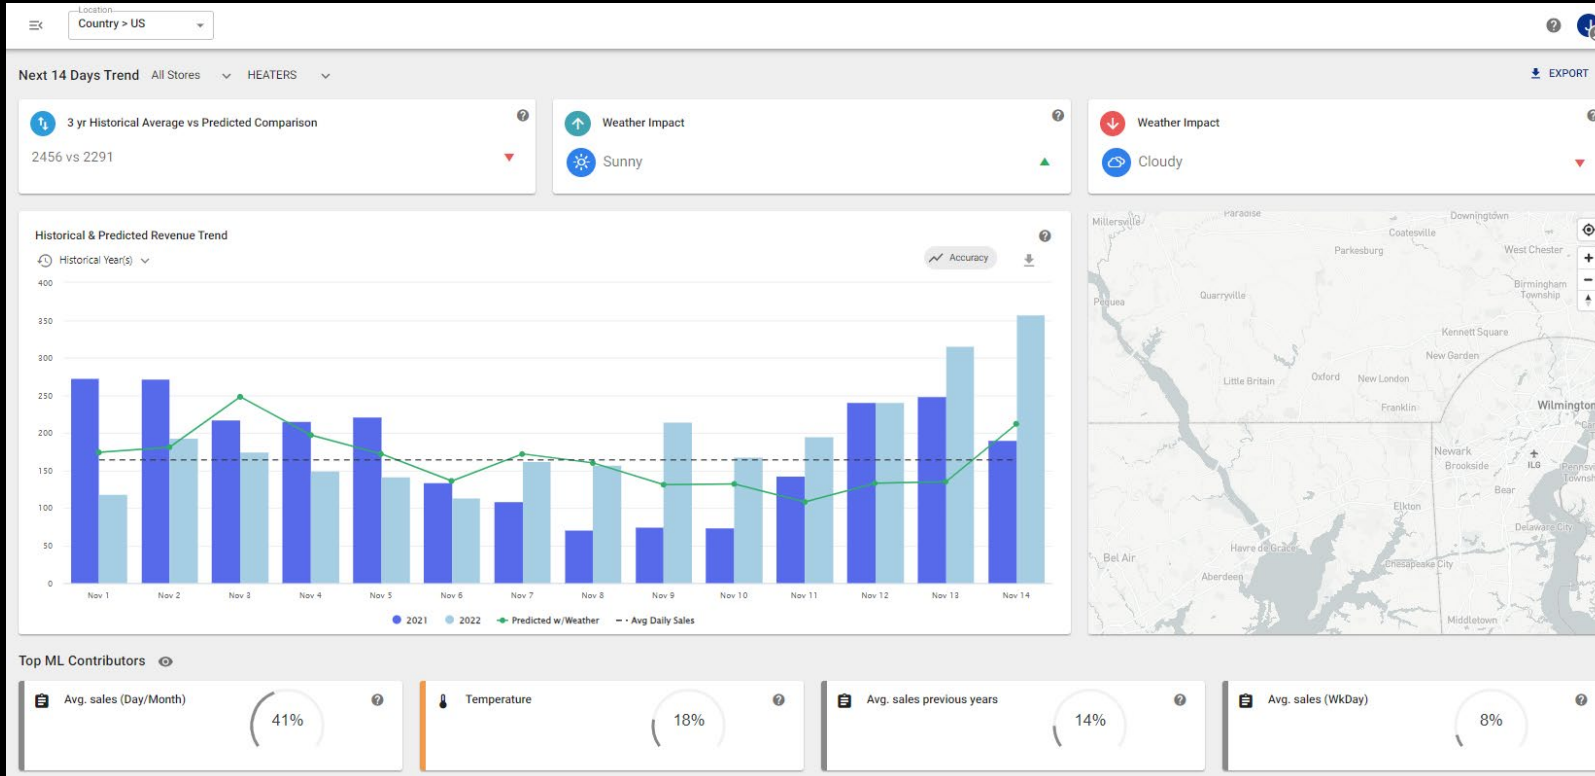 Location
Country > US
Next 14 Days Trend All Stores HEATERS
EXPORT
3 yr Historical Average vs Predicted Comparison
2456 vs 2291
Weather Impact
Sunny
Weather Impact
Cloudy
Historical & Predicted Revenue Trend
Historical Year(s)
Accuracy
400
350
300
250
200
150
100
50
0
Nov 1 Nov 2 Nov 3 Nov 4 Nov 5 Nov 6 Nov 7 Nov 8 Nov 9 Nov 10 Nov 11 Nov 12 Nov 13 Nov 14
2021 2022 Predicted w/Weather Avg Daily Sales
Millersville
Paradise
Downingtown
Coatesville
Parkesburg
West Chester
Birmingham
Township
Pequea
Quarryville
Kennett Square
New Garden
Little Britain
Oxford
New London
Franklin
Wilmington
Newark
Brookside
ILG
Bear
Elkton
Delaware City
Havre de Grace
Bel Air
Chesapeake City
Aberdeen
Middletown
Top ML Contributors
Avg. sales (Day/Month)
41%
Temperature
18%
Avg. sales previous years
14%
Avg. sales (WkDay)
8%